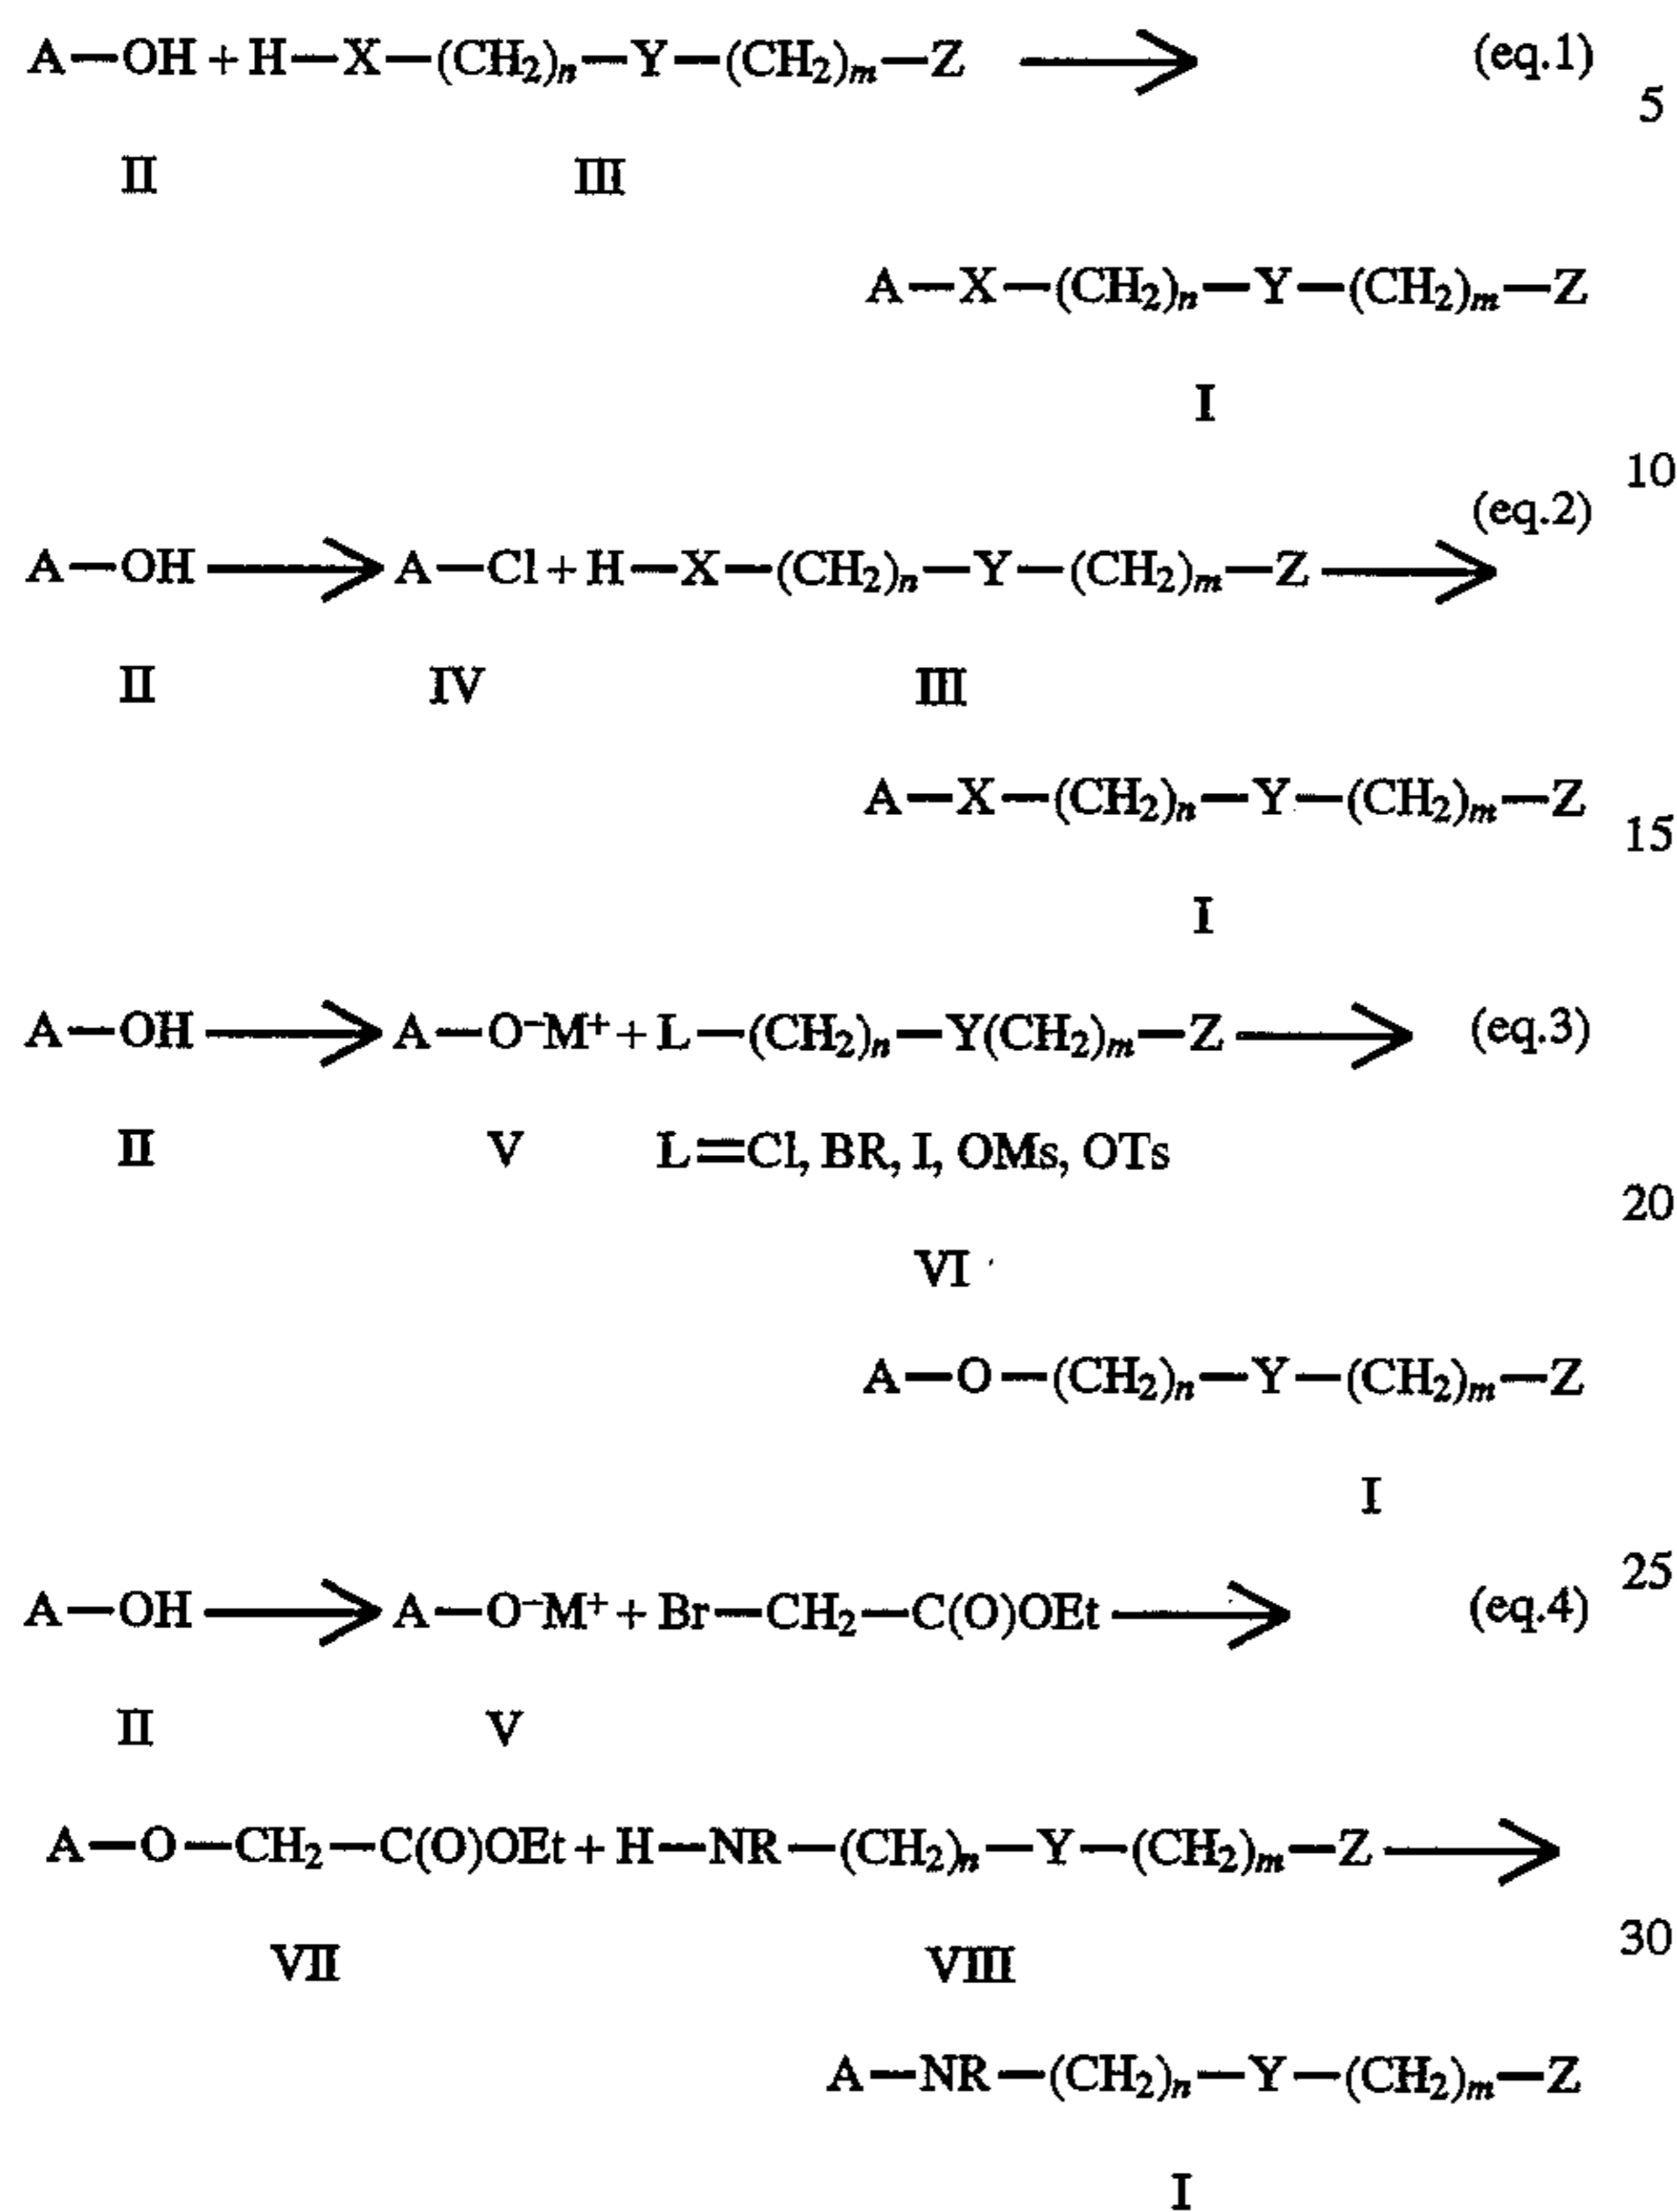 A—OH + H—X—(CH₂)ₙ—Y—(CH₂)ₘ—Z ⟶ (eq.1)
5
II III
A—X—(CH₂)ₙ—Y—(CH₂)ₘ—Z
I
10
(eq.2)
A—OH ⟶ A—Cl + H—X—(CH₂)ₙ—Y—(CH₂)ₘ—Z ⟶
II IV III
A—X—(CH₂)ₙ—Y—(CH₂)ₘ—Z
15
I
A—OH ⟶ A—O⁻M⁺ + L—(CH₂)ₙ—Y(CH₂)ₘ—Z ⟶ (eq.3)
II V L=Cl, BR, I, OMs, OTs
20
VI
A—O—(CH₂)ₙ—Y—(CH₂)ₘ—Z
I
25
A—OH ⟶ A—O⁻M⁺ + Br—CH₂—C(O)OEt ⟶ (eq.4)
II V
A—O—CH₂—C(O)OEt + H—NR—(CH₂)ₙ—Y—(CH₂)ₘ—Z ⟶
30
VII VIII
A—NR—(CH₂)ₙ—Y—(CH₂)ₘ—Z
I